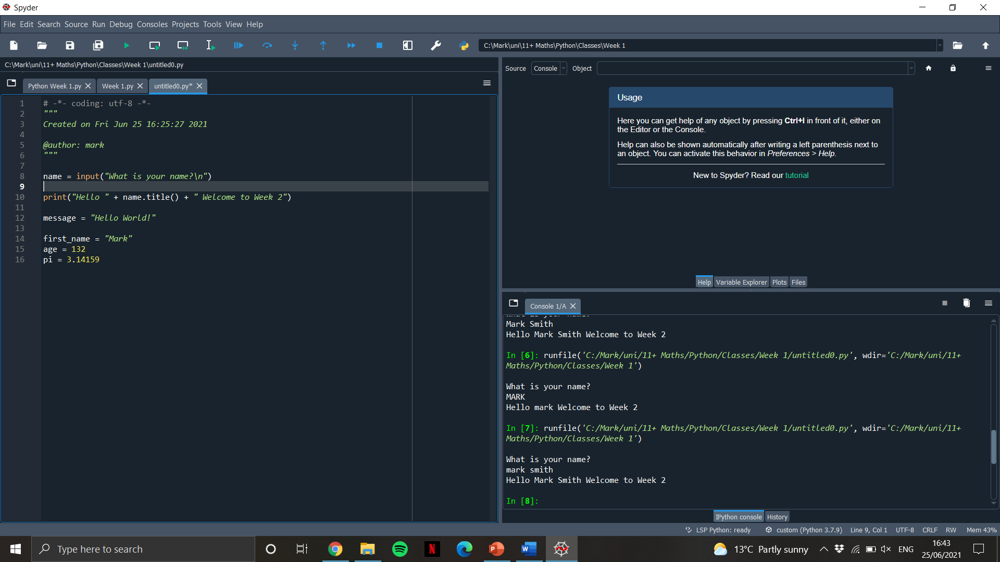 Spyder
File Edit Search Source Run Debug Consoles Projects Tools View Help
C:\Mark\uni\11+ Maths\Python\Classes\Week 1
C:\Mark\uni\11+ Maths\Python\Classes\Week 1\untitled0.py
Python Week 1.py Week 1.py untitled0.py*
1 # -*- coding: utf-8 -*-
2 """
3 Created on Fri Jun 25 16:25:27 2021
4
5 @author: mark
6 """
7
8 name = input("What is your name?\n")
9
10 print("Hello " + name.title() + " Welcome to Week 2")
11
12 message = "Hello World!"
13
14 first_name = "Mark"
15 age = 132
16 pi = 3.14159
Source Console Object
Usage
Here you can get help of any object by pressing Ctrl+I in front of it, either on
the Editor or the Console.
Help can also be shown automatically after writing a left parenthesis next to
an object. You can activate this behavior in Preferences > Help.
New to Spyder? Read our tutorial
Help Variable Explorer Plots Files
Console 1/A
Mark Smith
Hello Mark Smith Welcome to Week 2
In [6]: runfile('C:/Mark/uni/11+ Maths/Python/Classes/Week 1/untitled0.py', wdir='C:/Mark/uni/11+
Maths/Python/Classes/Week 1')
What is your name?
MARK
Hello mark Welcome to Week 2
In [7]: runfile('C:/Mark/uni/11+ Maths/Python/Classes/Week 1/untitled0.py', wdir='C:/Mark/uni/11+
Maths/Python/Classes/Week 1')
What is your name?
mark smith
Hello Mark Smith Welcome to Week 2
In [8]:
IPython console History
LSP Python: ready custom (Python 3.7.9) Line 9, Col 1 UTF-8 CRLF RW Mem 43%
Type here to search
13°C Partly sunny ENG
16:43
25/06/2021